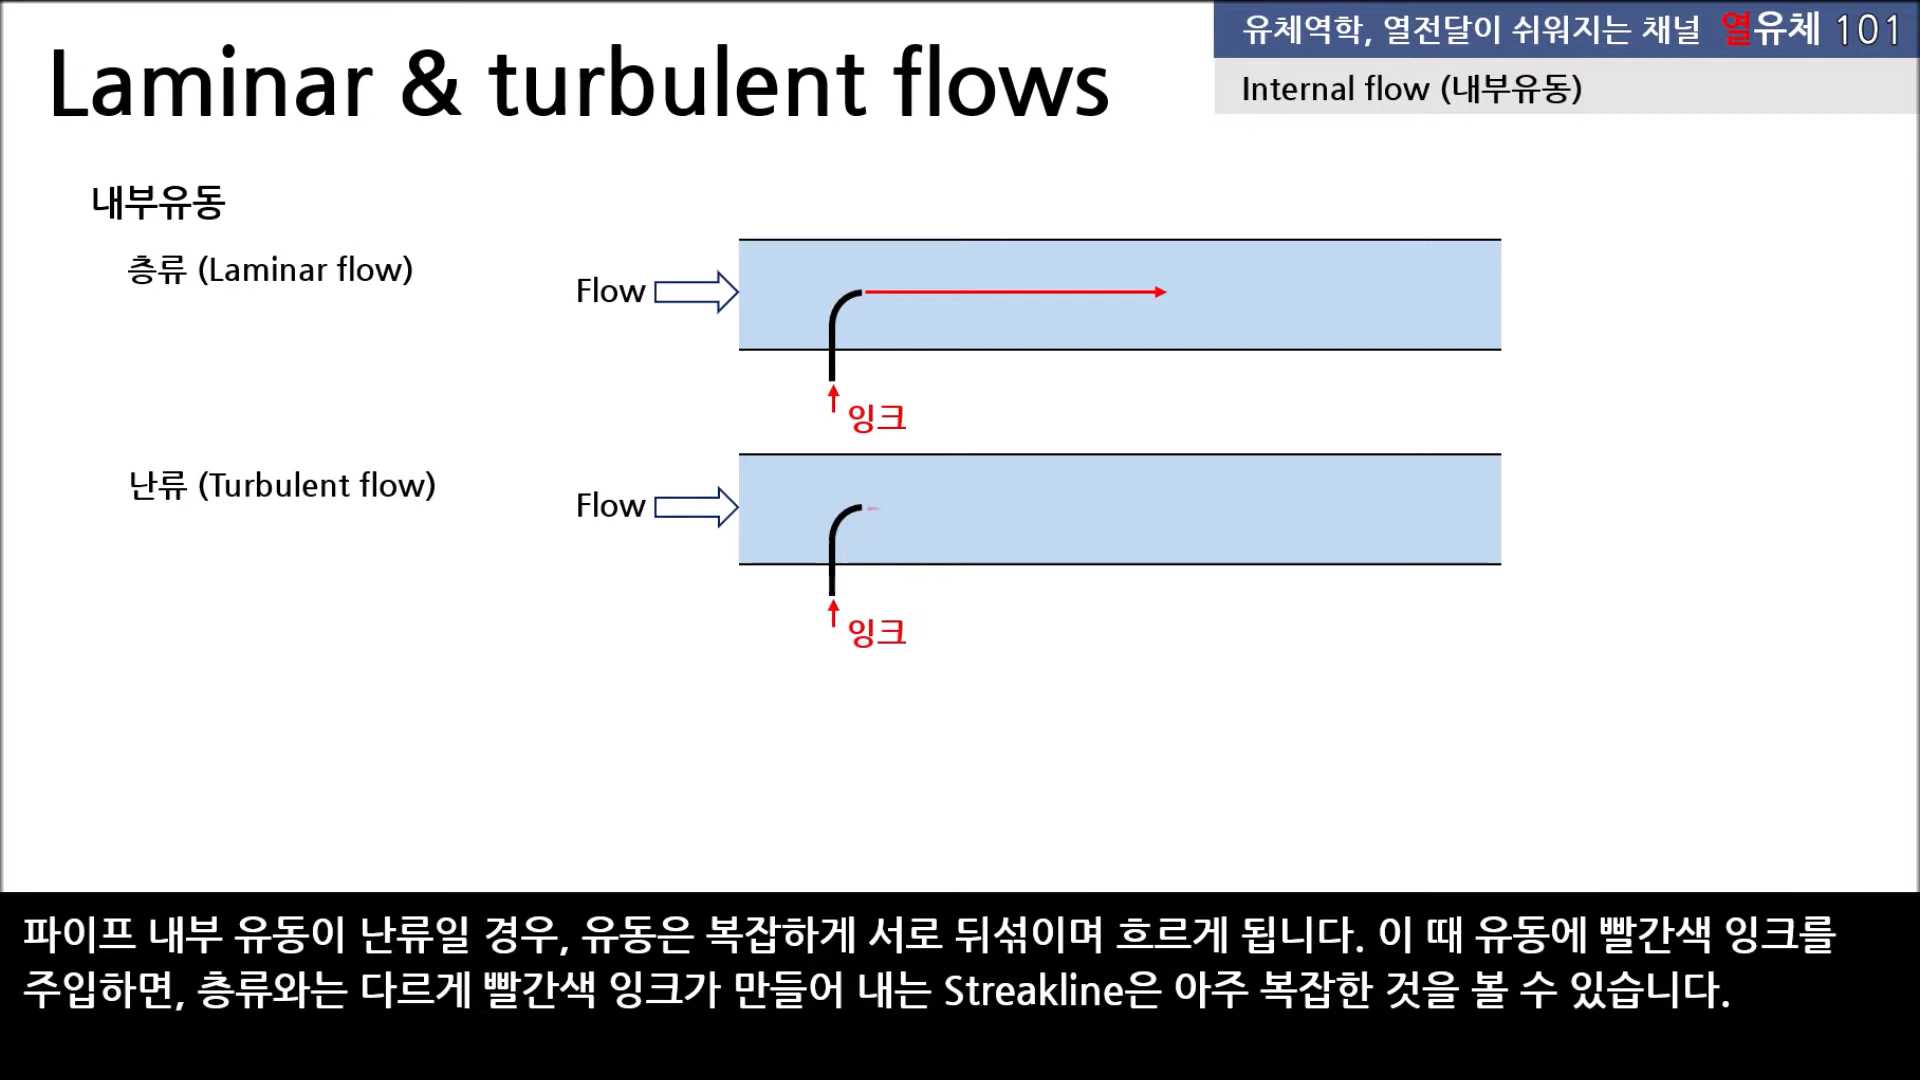 유체역학, 열전달이 쉬워지는 채널 열유체 101
Laminar & turbulent flows
Internal flow (내부유동)
내부유동
층류 (Laminar flow)
Flow
잉크
난류 (Turbulent flow)
Flow
잉크
파이프 내부 유동이 난류일 경우, 유동은 복잡하게 서로 뒤섞이며 흐르게 됩니다. 이 때 유동에 빨간색 잉크를
주입하면, 층류와는 다르게 빨간색 잉크가 만들어 내는 Streakline은 아주 복잡한 것을 볼 수 있습니다.